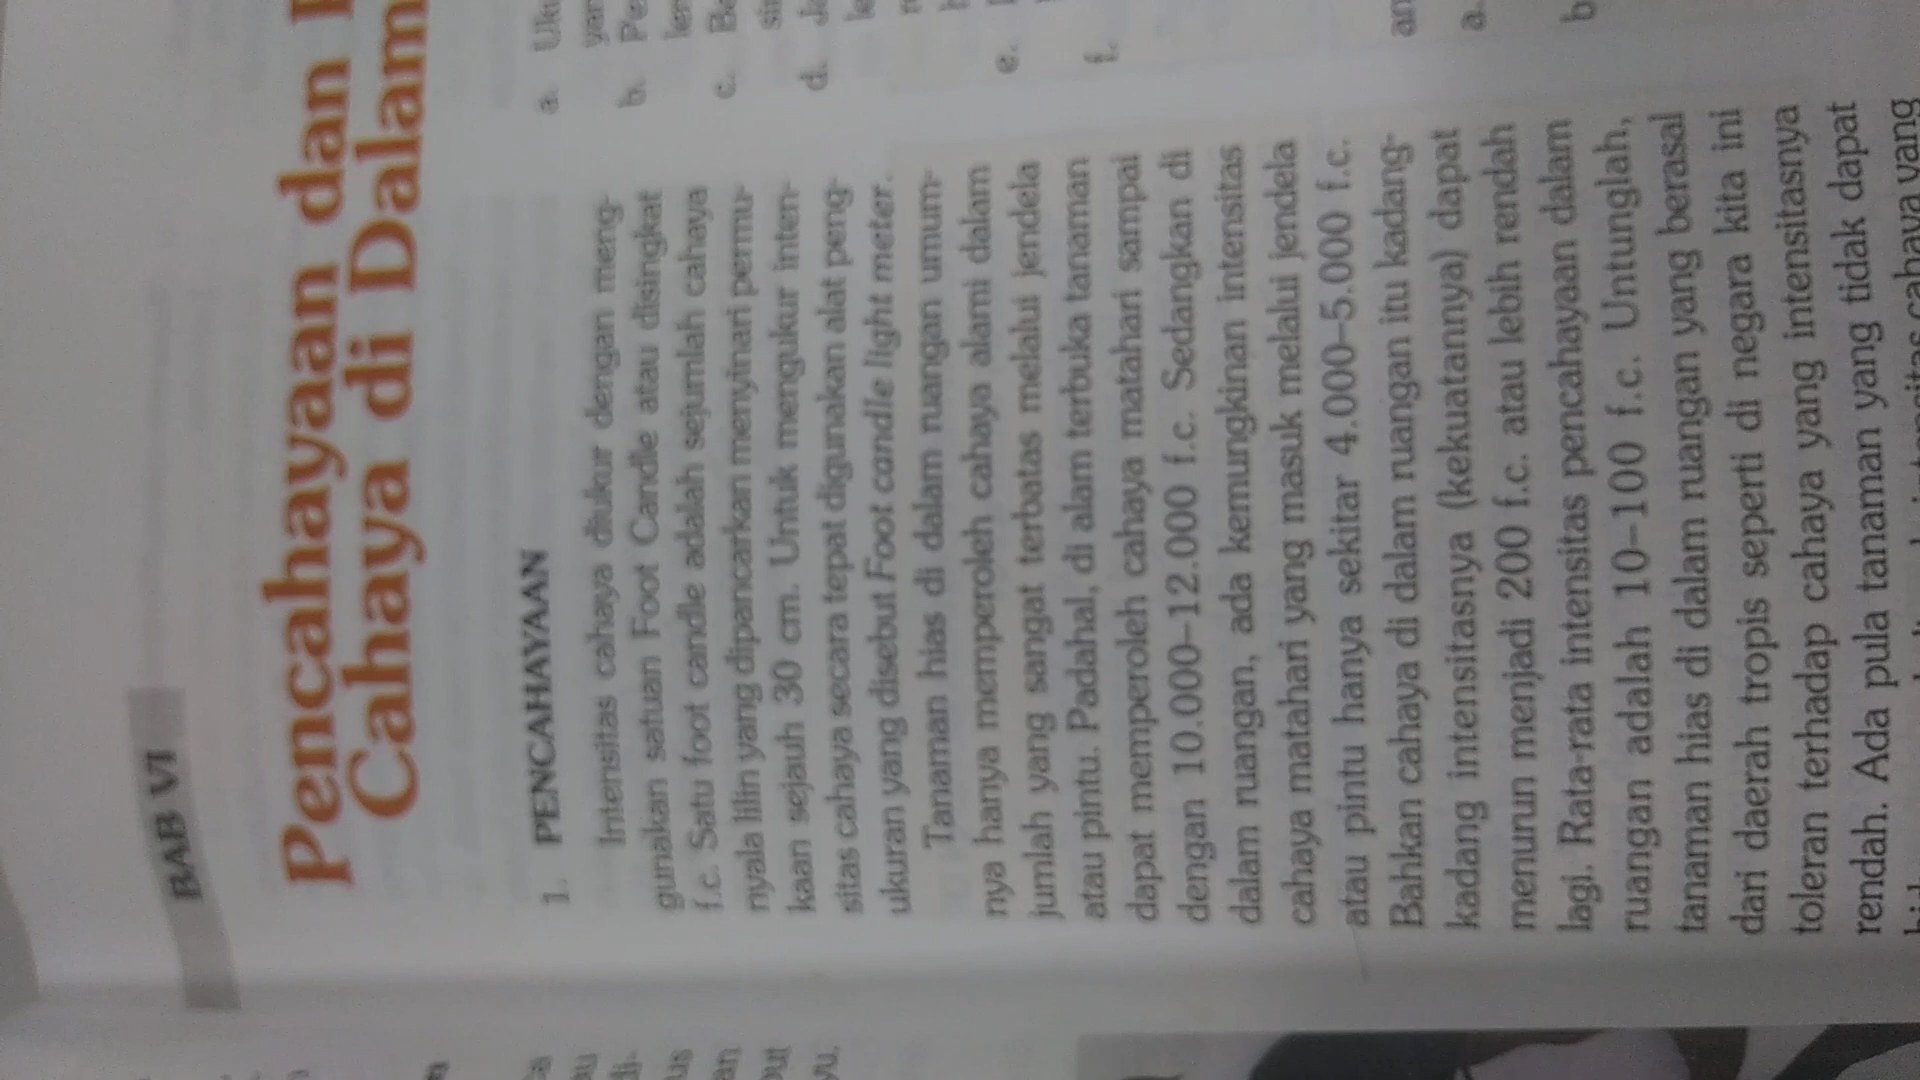 BAB VI
Pencahayaan dan
Cahaya di Dalam
1. PENCAHAYAAN
Intensitas cahaya diukur dengan meng-
gunakan satuan Foot Candle atau disingkat
f.c. Satu foot candle adalah sejumlah cahaya
nyala lilin yang dipancarkan menyinari permu-
kaan sejauh 30 cm. Untuk mengukur inten-
sitas cahaya secara tepat digunakan alat peng-
ukuran yang disebut Foot candle light meter.
Tanaman hias di dalam ruangan umum-
nya hanya memperoleh cahaya alami dalam
jumlah yang sangat terbatas melalui jendela
atau pintu. Padahal, di alam terbuka tanaman
dapat memperoleh cahaya matahari sampai
dengan 10.000–12.000 f.c. Sedangkan di
dalam ruangan, ada kemungkinan intensitas
cahaya matahari yang masuk melalui jendela
atau pintu hanya sekitar 4.000–5.000 f.c.
Bahkan cahaya di dalam ruangan itu kadang-
kadang intensitasnya (kekuatannya) dapat
menurun menjadi 200 f.c. atau lebih rendah
lagi. Rata-rata intensitas pencahayaan dalam
ruangan adalah 10–100 f.c. Untunglah,
tanaman hias di dalam ruangan yang berasal
dari daerah tropis seperti di negara kita ini
toleran terhadap cahaya yang intensitasnya
rendah. Ada pula tanaman yang tidak dapat
intensitas cahaya yang
a.
b.
c.
d.
e.
f.
a.
b